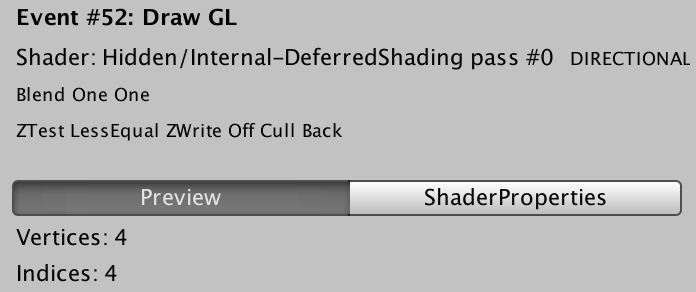 Event #52: Draw GL
Shader: Hidden/Internal-DeferredShading pass #0 DIRECTIONAL
Blend One One
ZTest LessEqual ZWrite Off Cull Back
Preview ShaderProperties
Vertices: 4
Indices: 4